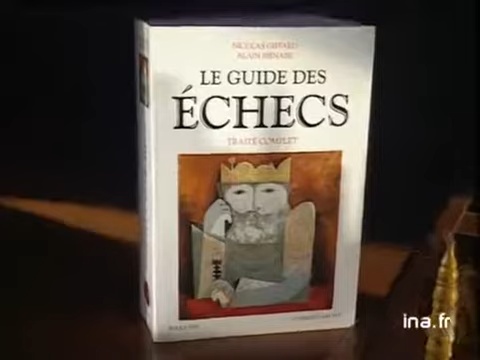 NICOLAS GIFFARD
ALAIN BIÉNABE
LE GUIDE DES
ÉCHECS
TRAITÉ COMPLET
ina.fr